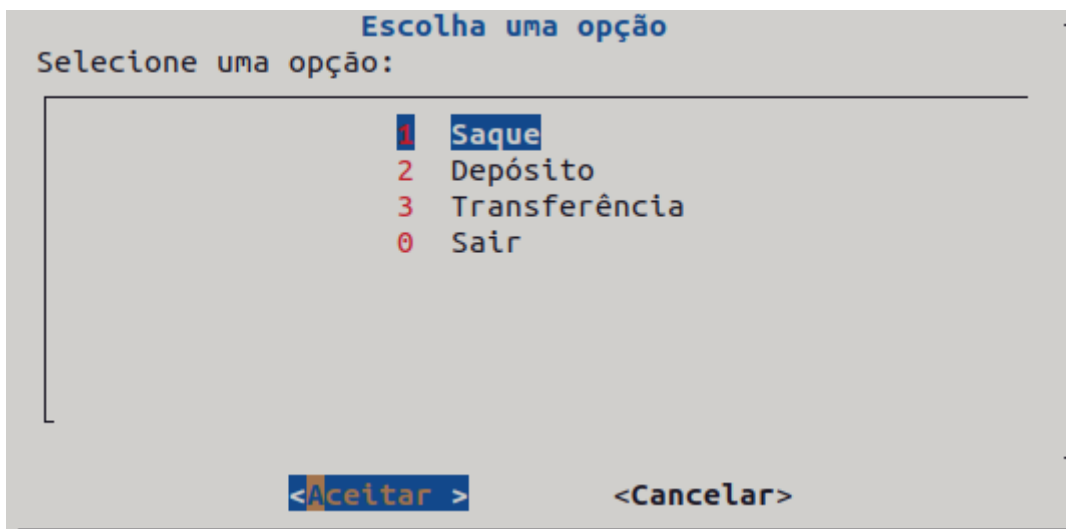 Escolha uma opção
Selecione uma opção:
1 Saque
2 Depósito
3 Transferência
0 Sair
<Aceitar > <Cancelar>